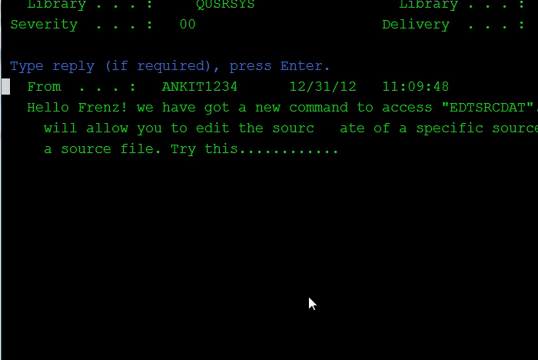 Library . . . :     QUSRSYS                 Library . . . :
Severity  . . . :   00                      Delivery  . . . :
Type reply (if required), press Enter.
From  . . . :   ANKIT1234      12/31/12   11:09:48
Hello Frenz! we have got a new command to access "EDTSRCDAT".
will allow you to edit the sourc   ate of a specific source
a source file. Try this............